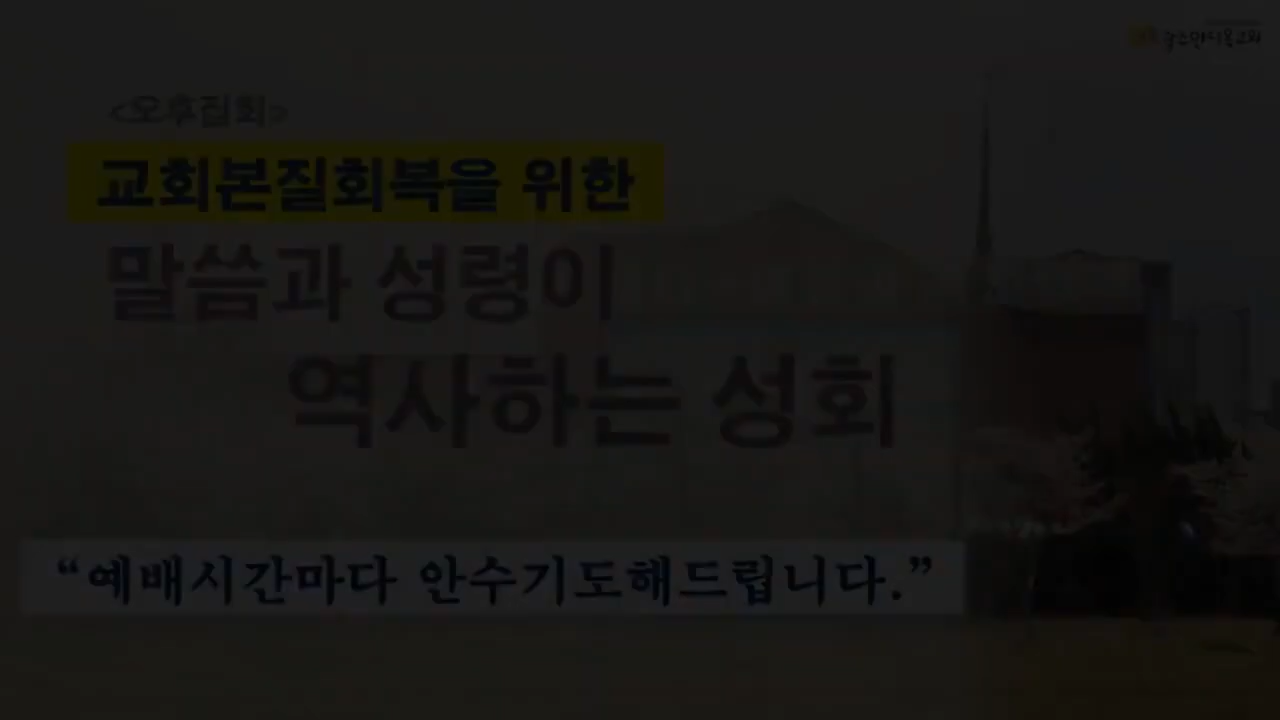 <오후집회>
교회본질회복을 위한
말씀과 성령이
역사하는 성회
“예배시간마다 안수기도해드립니다.”